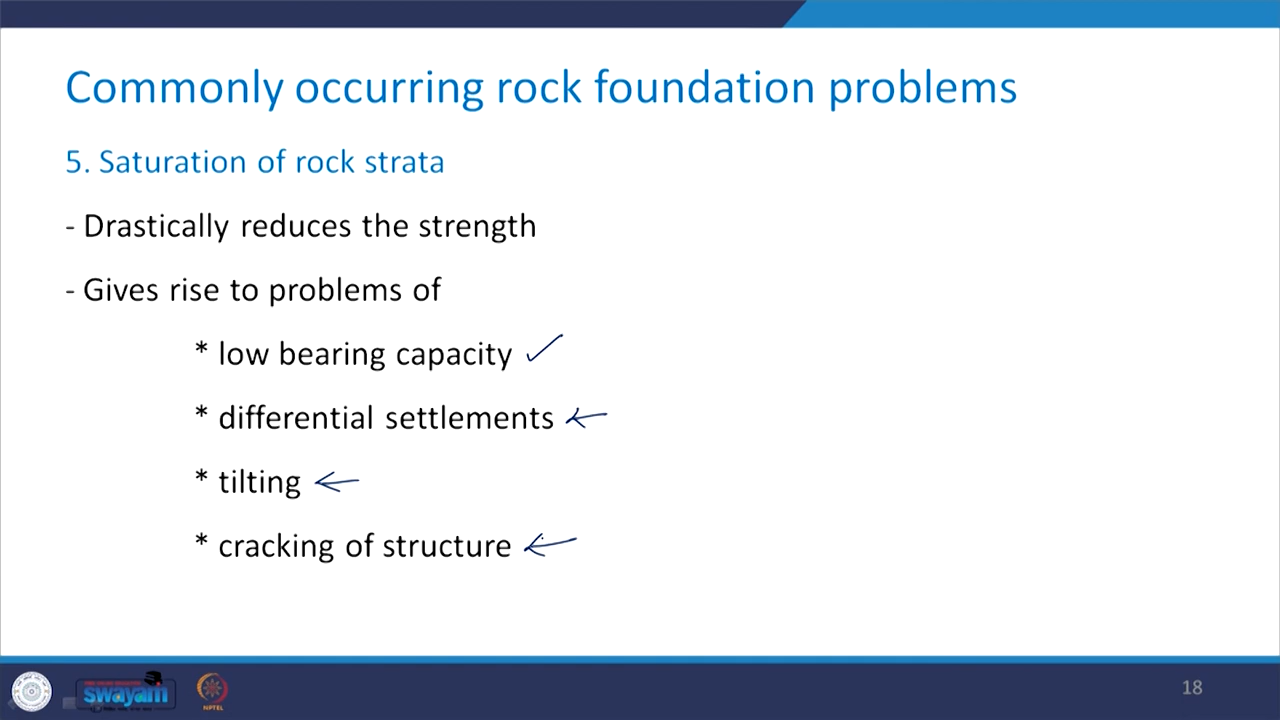 Commonly occurring rock foundation problems
5. Saturation of rock strata
- Drastically reduces the strength
- Gives rise to problems of
* low bearing capacity
* differential settlements
* tilting
* cracking of structure
swayam
NPTEL
18